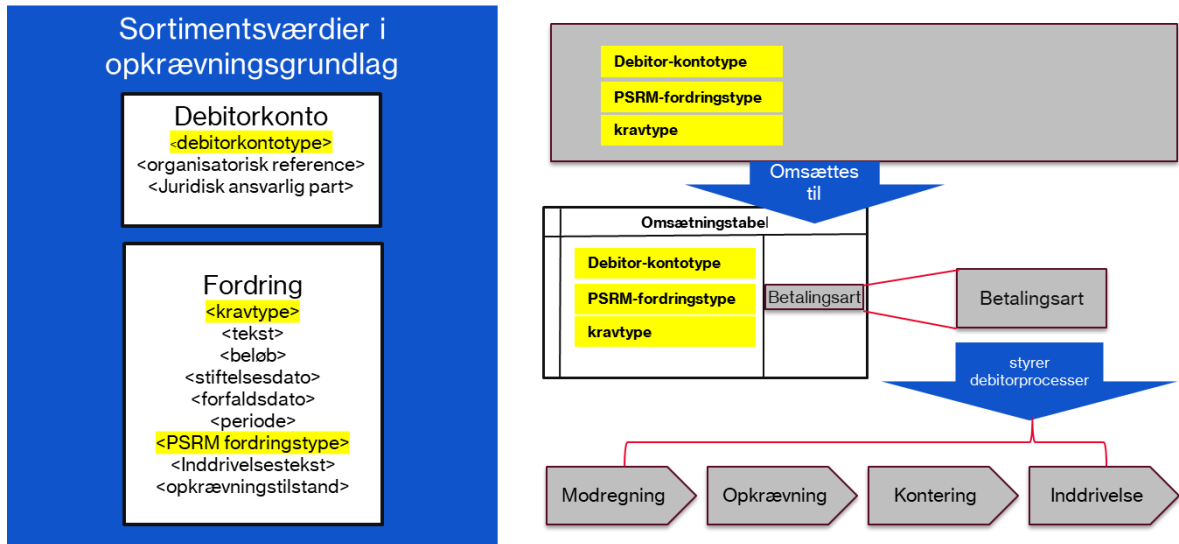 Sortimentsværdier i
opkrævningsgrundlag
Debitorkonto
<debitorkontotype>
<organisatorisk reference>
<Juridisk ansvarlig part>
Fordring
<kravtype>
<tekst>
<beløb>
<stiftelsesdato>
<forfaldsdato>
<periode>
<PSRM fordringstype>
<Inddrivelsestekst>
<opkrævningstilstand>
Debitor-kontotype
PSRM-fordringstype
kravtype
Omsættes
til
Omsætningstabel
Debitor-kontotype
PSRM-fordringstype
kravtype
Betalingsart
Betalingsart
styrer
debitorprocesser
Modregning
Opkrævning
Kontering
Inddrivelse